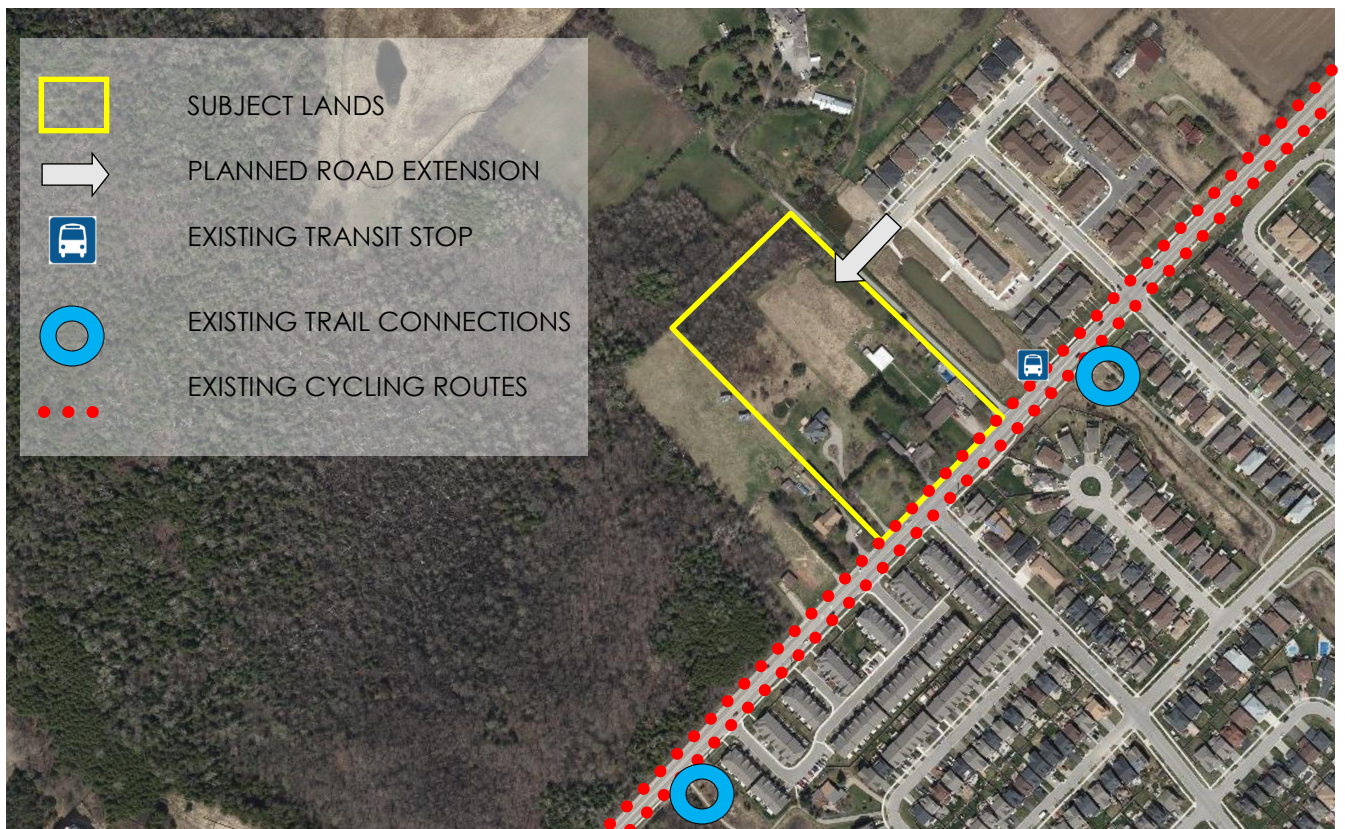 SUBJECT LANDS
PLANNED ROAD EXTENSION
EXISTING TRANSIT STOP
EXISTING TRAIL CONNECTIONS
EXISTING CYCLING ROUTES